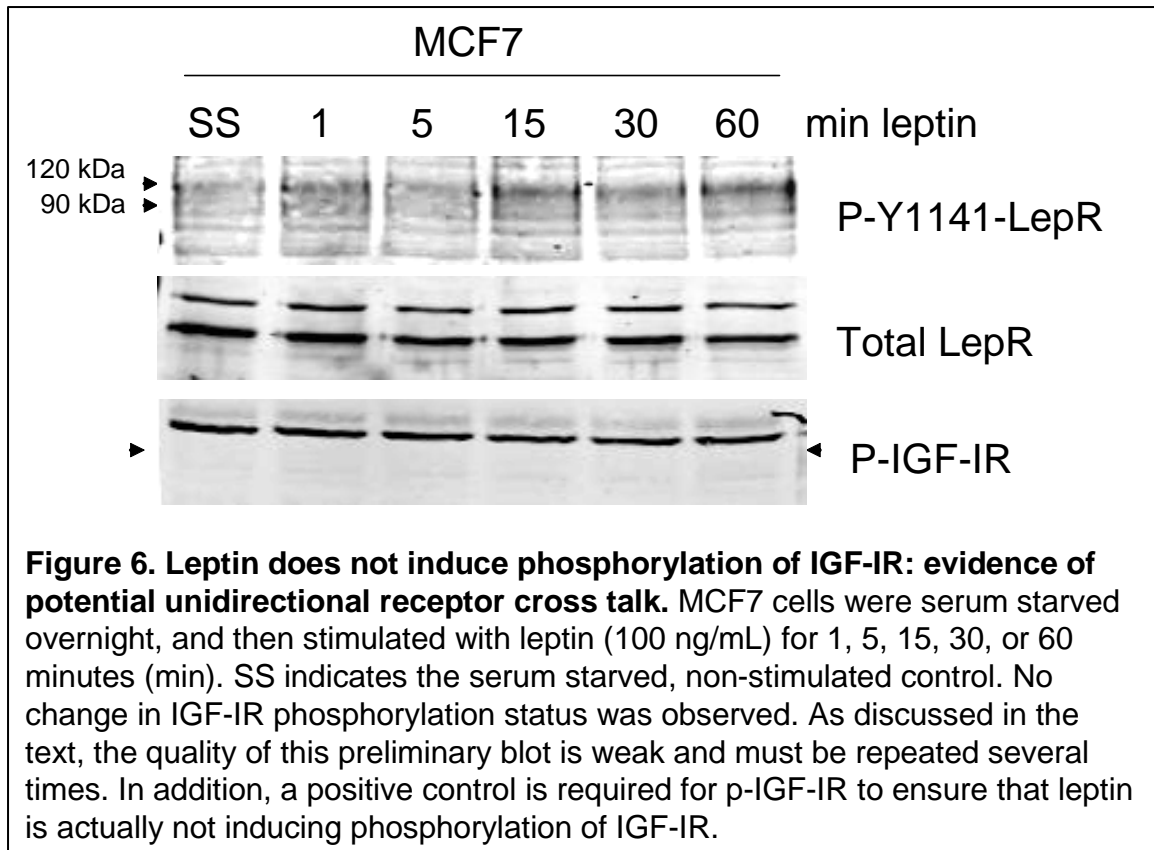 MCF7
SS 1 5 15 30 60 min leptin
120 kDa
90 kDa
P-Y1141-LepR
Total LepR
P-IGF-IR
Figure 6. Leptin does not induce phosphorylation of IGF-IR: evidence of
potential unidirectional receptor cross talk. MCF7 cells were serum starved
overnight, and then stimulated with leptin (100 ng/mL) for 1, 5, 15, 30, or 60
minutes (min). SS indicates the serum starved, non-stimulated control. No
change in IGF-IR phosphorylation status was observed. As discussed in the
text, the quality of this preliminary blot is weak and must be repeated several
times. In addition, a positive control is required for p-IGF-IR to ensure that leptin
is actually not inducing phosphorylation of IGF-IR.